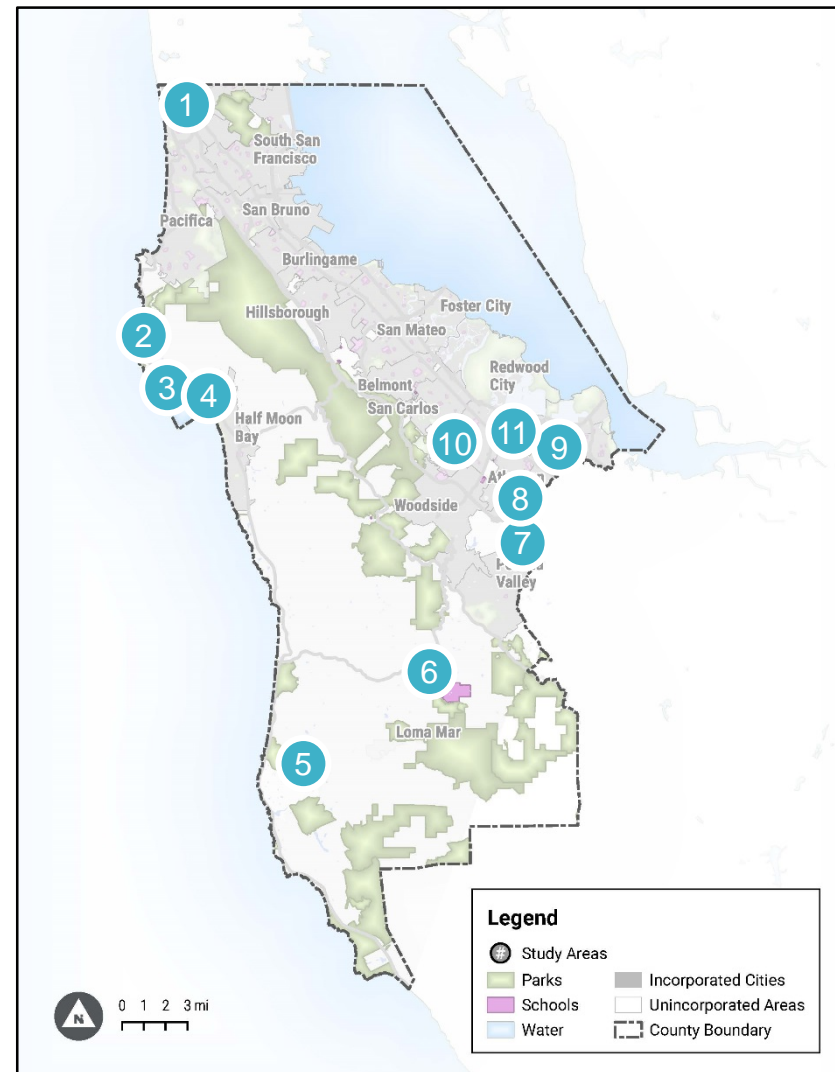 1
South San
Francisco
San Bruno
Pacifica
Burlingame
Hillsborough
Foster City
San Mateo
2
Redwood
City
Belmont
3
4
San Carlos
Half Moon
Bay
10
11
9
8
Woodside
7
Valley
6
Loma Mar
5
Legend
# Study Areas
Parks
Incorporated Cities
Schools
Unincorporated Areas
Water
County Boundary
N
0 1 2 3 mi